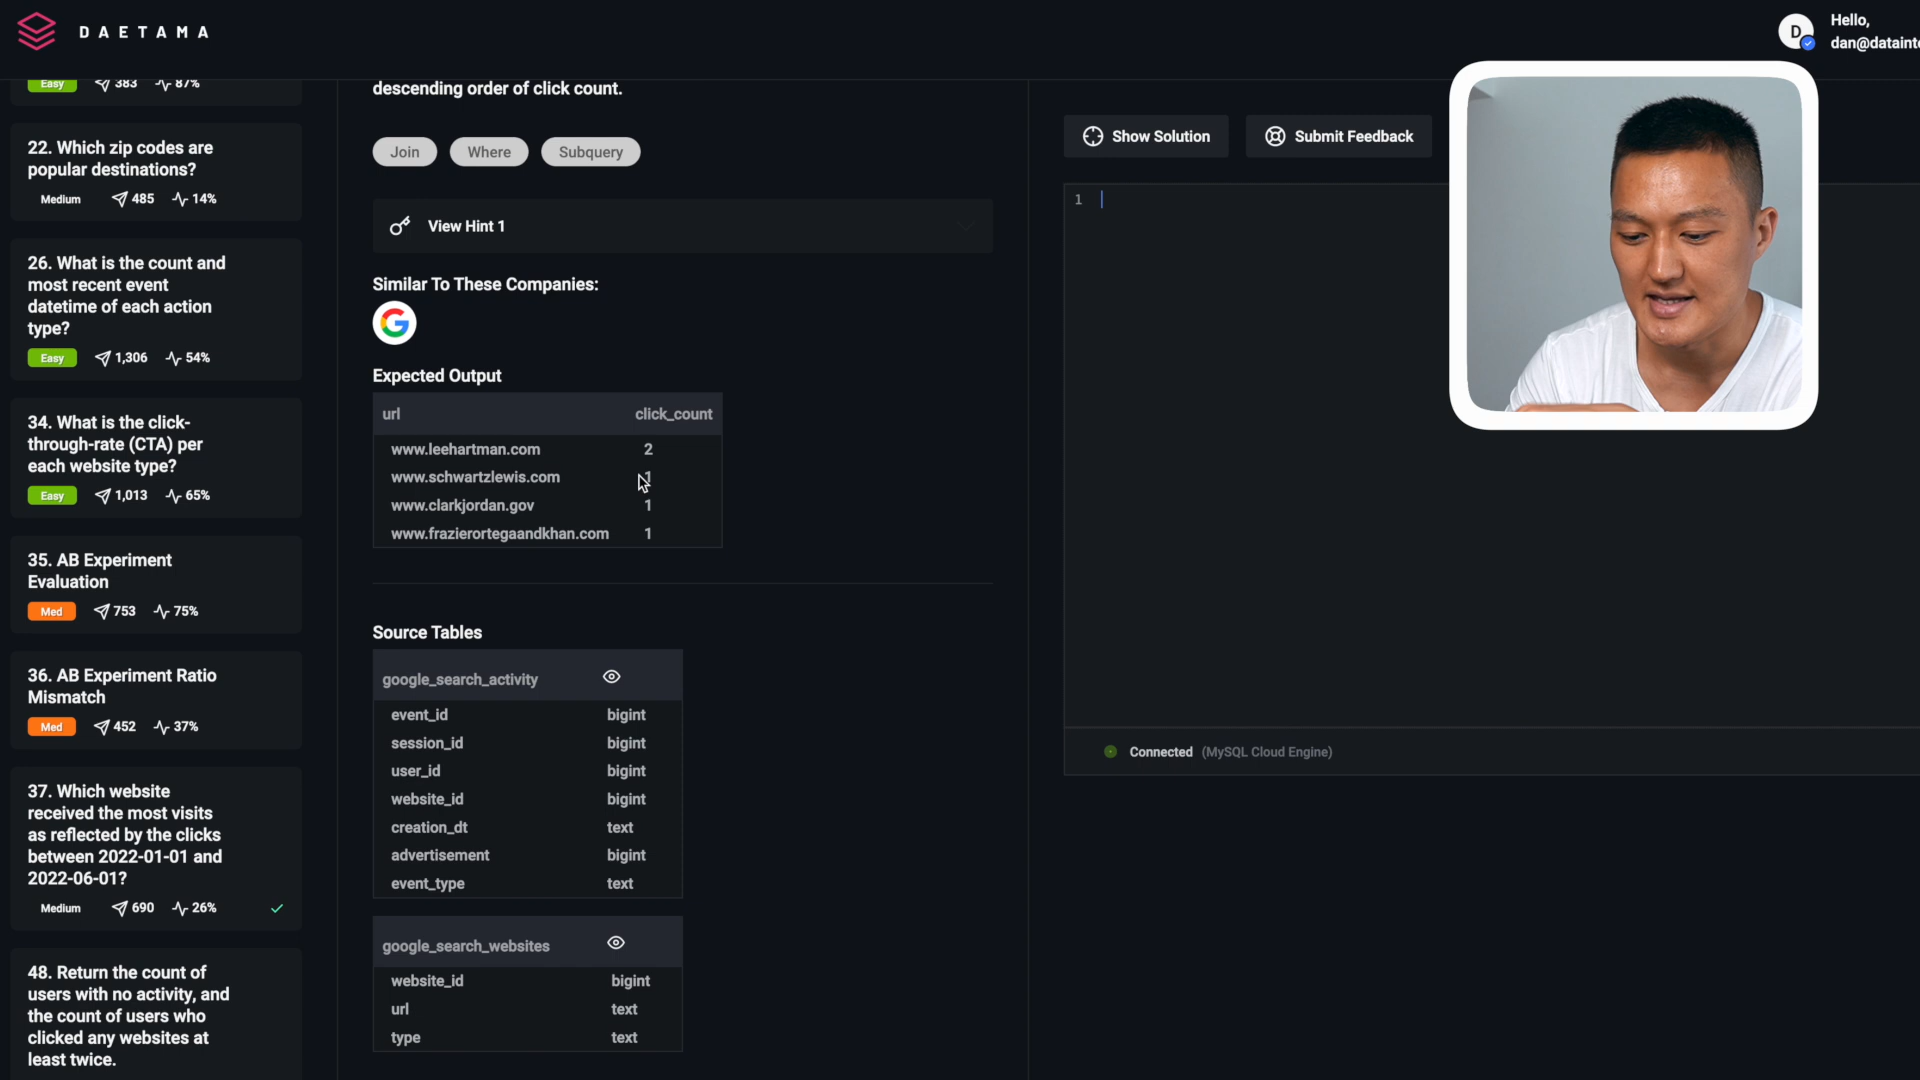 DAETAMA
Hello,
D
dan@datainte
Easy 383 87%
22. Which zip codes are
popular destinations?
Medium 485 14%
26. What is the count and
most recent event
datetime of each action
type?
Easy 1,306 54%
34. What is the click-
through-rate (CTA) per
each website type?
Easy 1,013 65%
35. AB Experiment
Evaluation
Med 753 75%
36. AB Experiment Ratio
Mismatch
Med 452 37%
37. Which website
received the most visits
as reflected by the clicks
between 2022-01-01 and
2022-06-01?
Medium 690 26%
48. Return the count of
users with no activity, and
the count of users who
clicked any websites at
least twice.
descending order of click count.
Join Where Subquery
View Hint 1
Similar To These Companies:
G
Expected Output
url click_count
www.leehartman.com 2
www.schwartzlewis.com 1
www.clarkjordan.gov 1
www.frazierortegaandkhan.com 1
Source Tables
google_search_activity
event_id bigint
session_id bigint
user_id bigint
website_id bigint
creation_dt text
advertisement bigint
event_type text
google_search_websites
website_id bigint
url text
type text
Show Solution Submit Feedback
1
Connected (MySQL Cloud Engine)